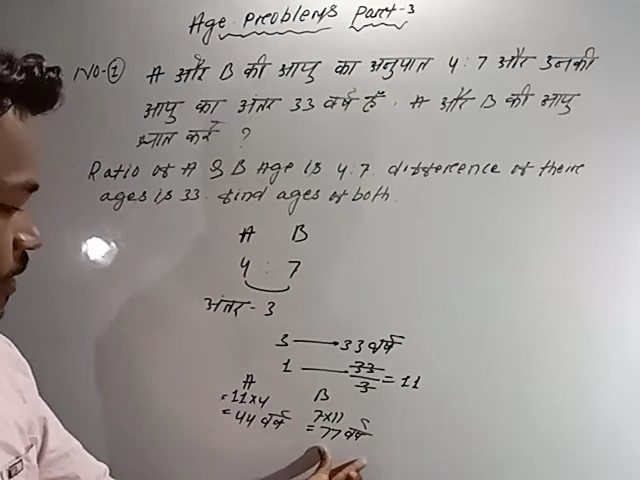 Age Preoblems Part-3
NO-① A और B की आयु का अनुपात 4:7 और उनकी
आयु का अंतर 33 वर्ष हैं. A और B की आयु
ज्ञात करें ?
Ratio of A & B Age is 4:7. difference of there
ages is 33. find ages of both.
A B
4 : 7
अंतर - 3
3 → 33 वर्ष
1 → 33/3 = 11
A B
= 11×4 7×11
= 44 वर्ष = 77 वर्ष